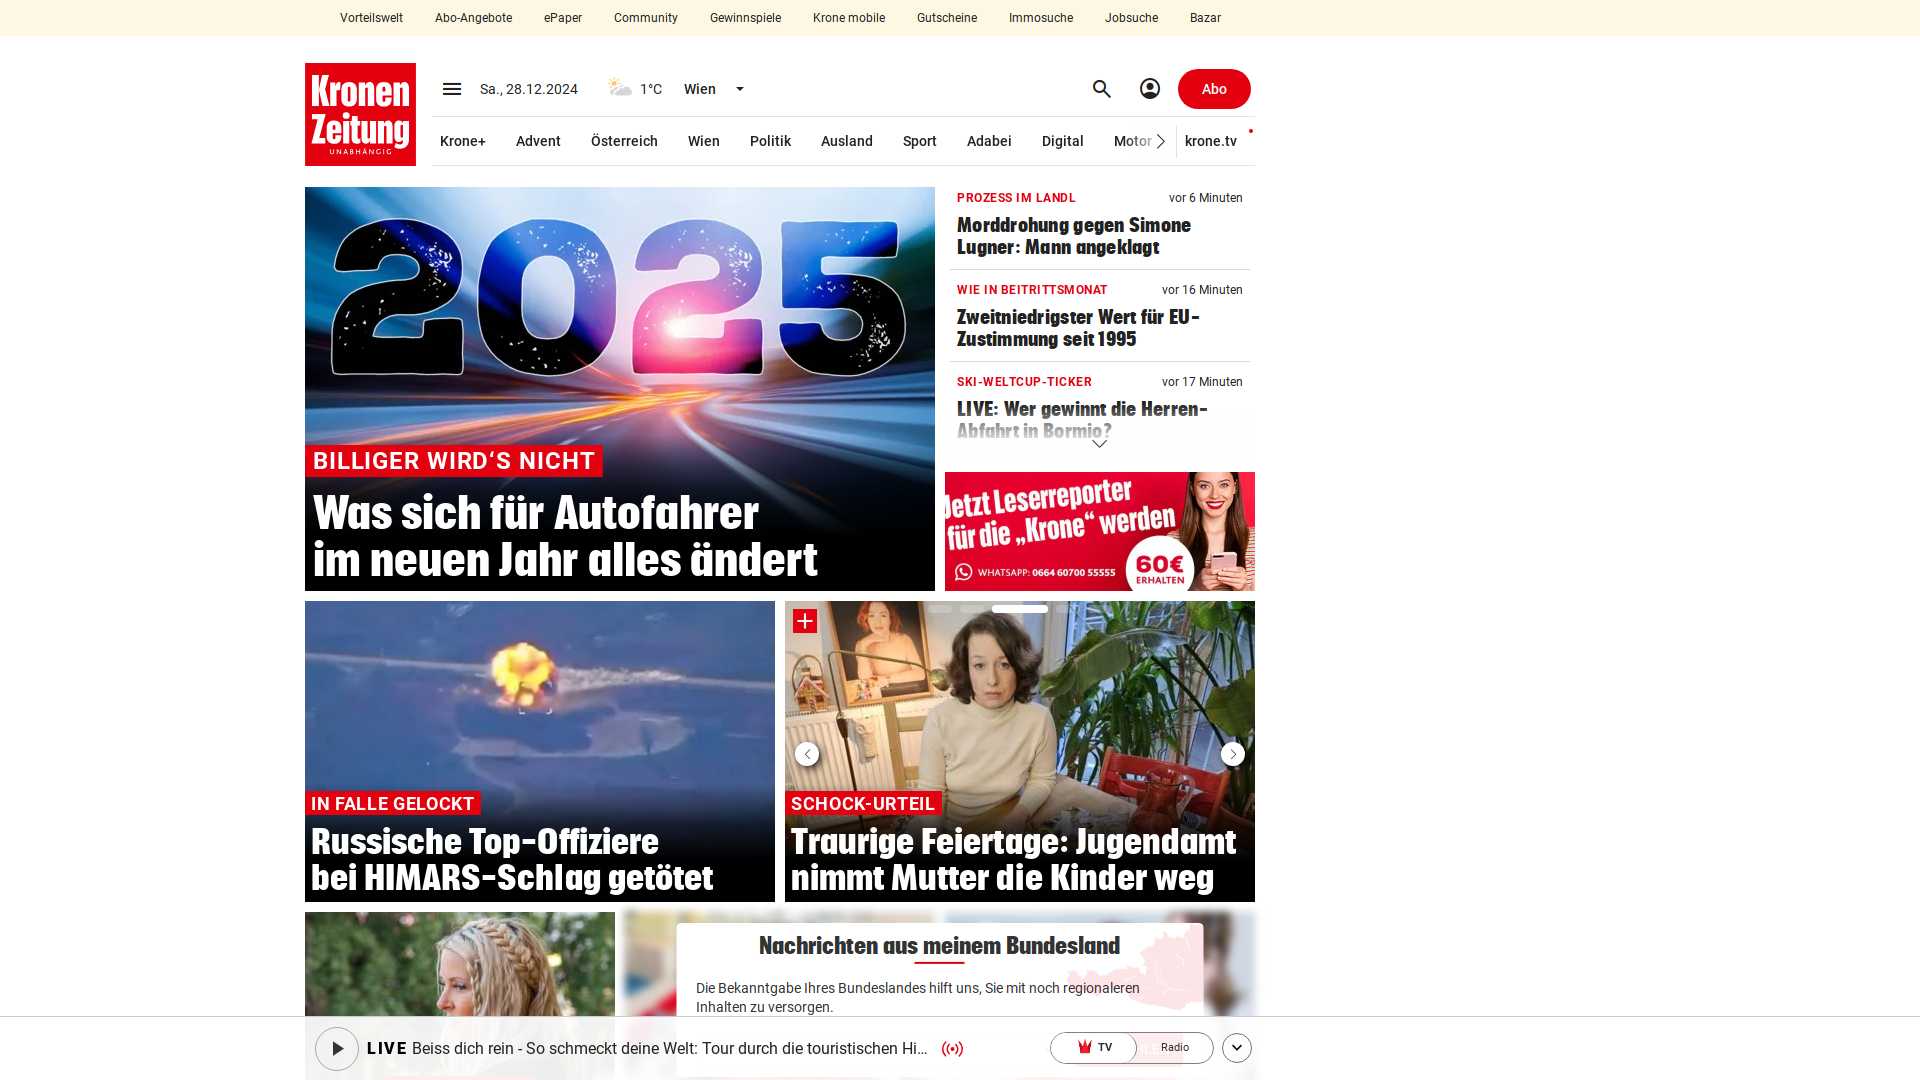 Vorteilswelt
Abo-Angebote
ePaper
Community
Gewinnspiele
Krone mobile
Gutscheine
Immosuche
Jobsuche
Bazar
Kronen
Zeitung
UNABHÄNGIG
Sa., 28.12.2024
1°C
Wien
Abo
Krone+
Advent
Österreich
Wien
Politik
Ausland
Sport
Adabei
Digital
Motor
krone.tv
2025
BILLIGER WIRD‘S NICHT
Was sich für Autofahrer
im neuen Jahr alles ändert
PROZESS IM LANDL
vor 6 Minuten
Morddrohung gegen Simone
Lugner: Mann angeklagt
WIE IN BEITRITTSMONAT
vor 16 Minuten
Zweitniedrigster Wert für EU-
Zustimmung seit 1995
SKI-WELTCUP-TICKER
vor 17 Minuten
LIVE: Wer gewinnt die Herren-
Abfahrt in Bormio?
Jetzt Leserreporter
für die „Krone“ werden
WHATSAPP: 0664 60700 55555
60€
ERHALTEN
IN FALLE GELOCKT
Russische Top-Offiziere
bei HIMARS-Schlag getötet
SCHOCK-URTEIL
Traurige Feiertage: Jugendamt
nimmt Mutter die Kinder weg
Nachrichten aus meinem Bundesland
Die Bekanntgabe Ihres Bundeslandes hilft uns, Sie mit noch regionaleren
Inhalten zu versorgen.
LIVE Beiss dich rein - So schmeckt deine Welt: Tour durch die touristischen Hi...
TV
Radio